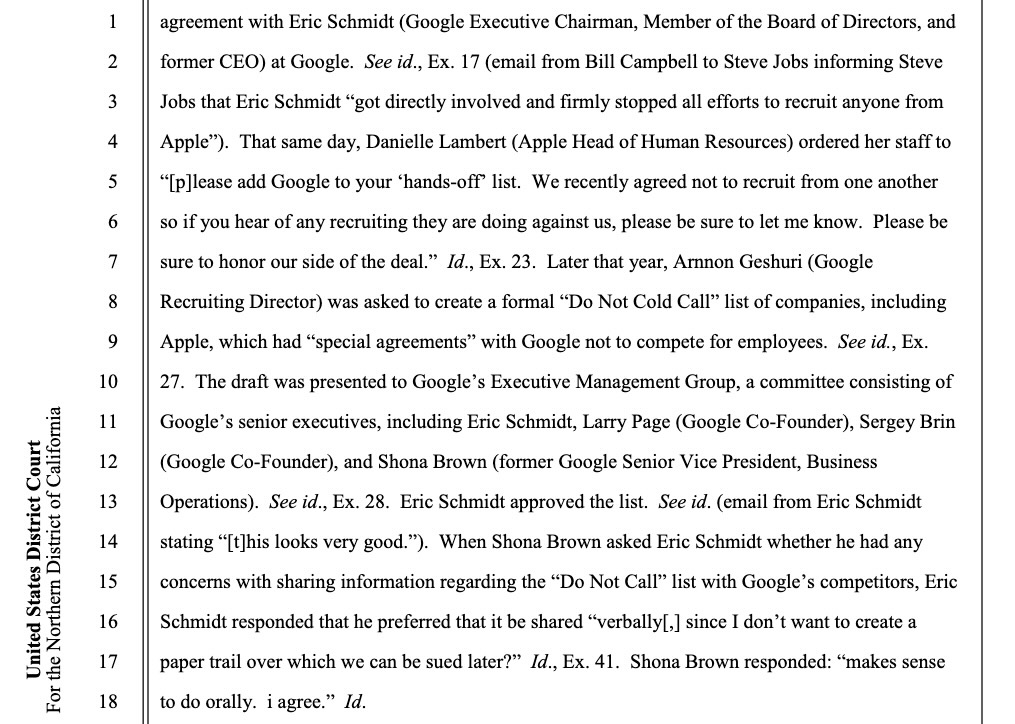 1 agreement with Eric Schmidt (Google Executive Chairman, Member of the Board of Directors, and
2 former CEO) at Google.  See id., Ex. 17 (email from Bill Campbell to Steve Jobs informing Steve
3 Jobs that Eric Schmidt “got directly involved and firmly stopped all efforts to recruit anyone from
4 Apple”).  That same day, Danielle Lambert (Apple Head of Human Resources) ordered her staff to
5 “[p]lease add Google to your ‘hands-off’ list.  We recently agreed not to recruit from one another
6 so if you hear of any recruiting they are doing against us, please be sure to let me know.  Please be
7 sure to honor our side of the deal.”  Id., Ex. 23.  Later that year, Arnnon Geshuri (Google
8 Recruiting Director) was asked to create a formal “Do Not Cold Call” list of companies, including
9 Apple, which had “special agreements” with Google not to compete for employees.  See id., Ex.
10 27.  The draft was presented to Google’s Executive Management Group, a committee consisting of
11 Google’s senior executives, including Eric Schmidt, Larry Page (Google Co-Founder), Sergey Brin
12 (Google Co-Founder), and Shona Brown (former Google Senior Vice President, Business
13 Operations).  See id., Ex. 28.  Eric Schmidt approved the list.  See id. (email from Eric Schmidt
14 stating “[t]his looks very good.”).  When Shona Brown asked Eric Schmidt whether he had any
15 concerns with sharing information regarding the “Do Not Call” list with Google’s competitors, Eric
16 Schmidt responded that he preferred that it be shared “verbally[,] since I don’t want to create a
17 paper trail over which we can be sued later?”  Id., Ex. 41.  Shona Brown responded: “makes sense
18 to do orally.  i agree.”  Id.
United States District Court
For the Northern District of California